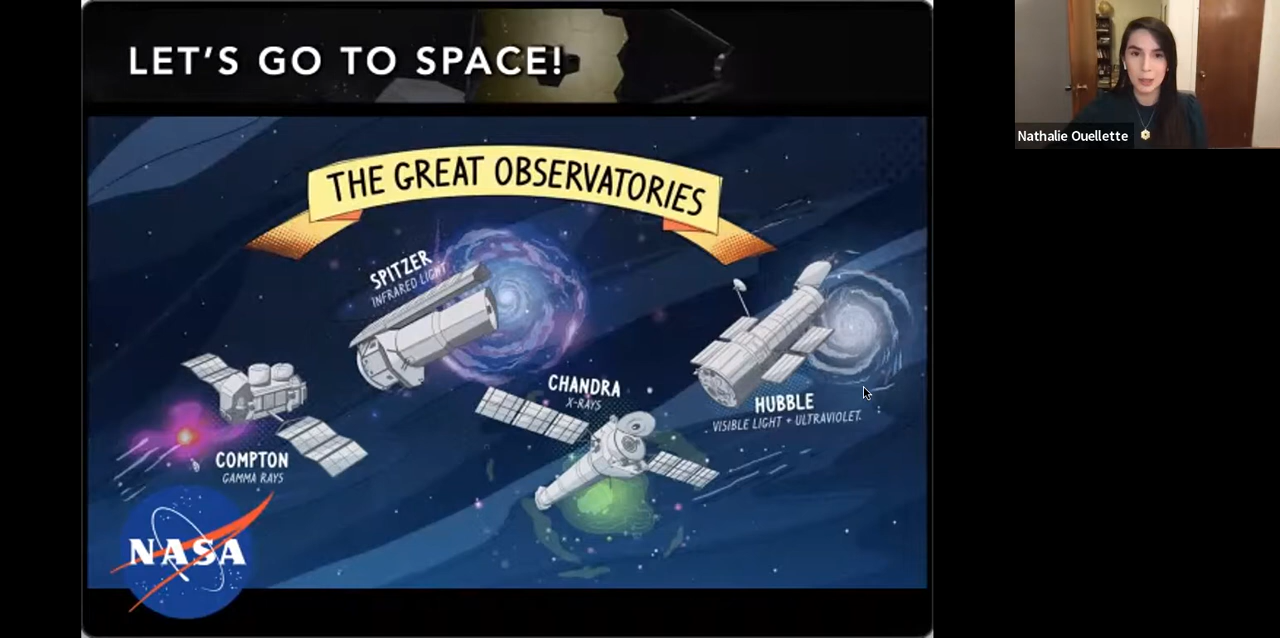 LET'S GO TO SPACE!
Nathalie Ouellette
THE GREAT OBSERVATORIES
SPITZER
INFRARED LIGHT
CHANDRA
X-RAYS
HUBBLE
VISIBLE LIGHT + ULTRAVIOLET
COMPTON
GAMMA RAYS
NASA